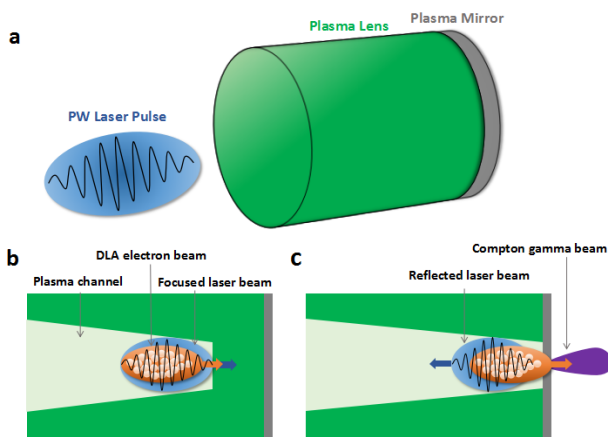 a
Plasma Lens
Plasma Mirror
PW Laser Pulse
b
DLA electron beam
Plasma channel
Focused laser beam
c
Compton gamma beam
Reflected laser beam